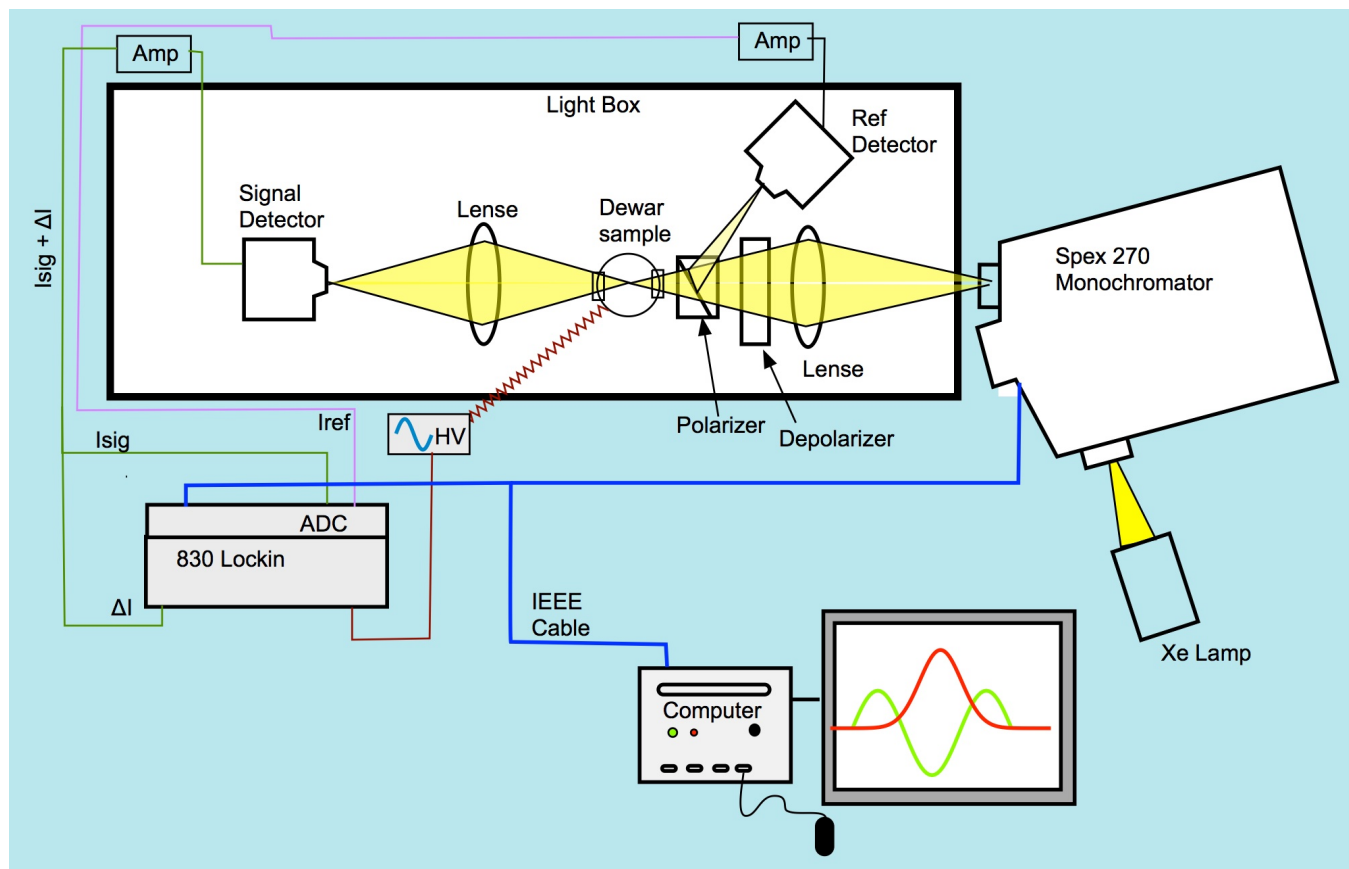 Amp
Amp
Light Box
Ref
Detector
Signal
Detector
Lense
Dewar
sample
Isig + ΔI
Spex 270
Monochromator
Lense
Polarizer
Depolarizer
Iref
HV
Isig
ADC
830 Lockin
ΔI
IEEE
Cable
Xe Lamp
Computer